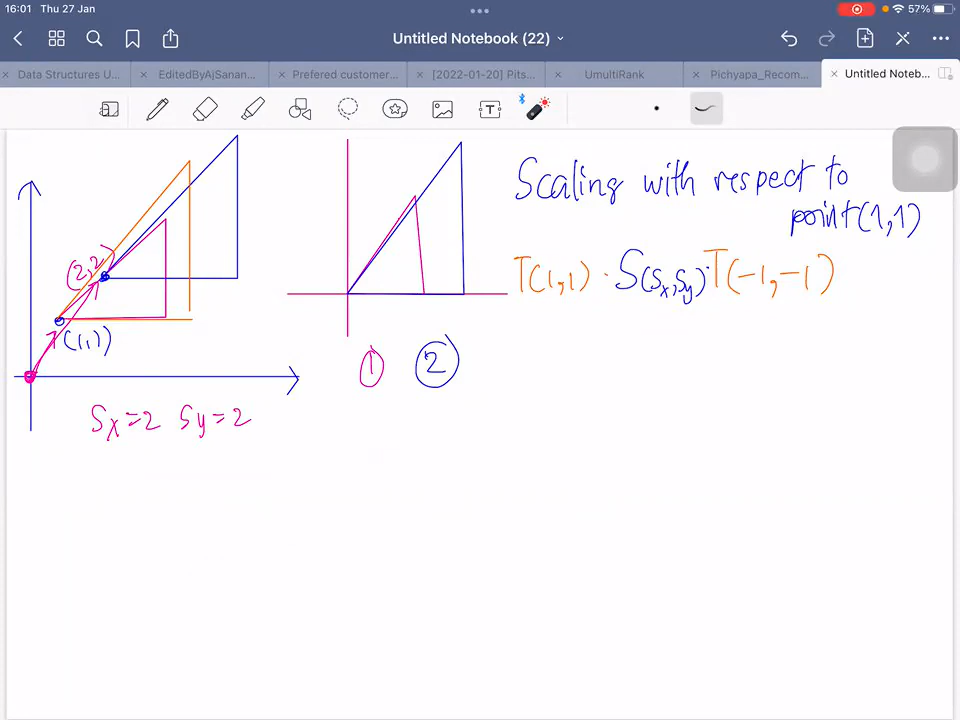 16:01 Thu 27 Jan
57%
Untitled Notebook (22)
Data Structures U...
EditedByAjSanan...
Prefered customer...
[2022-01-20] Pits...
UmultiRank
Pichyapa_Recom...
Untitled Noteb...
T
Scaling with respect to
point(1,1)
T(1,1) · S(Sx,Sy) · T(-1,-1)
(2,2)
(1,1)
1 2
Sx=2 Sy=2